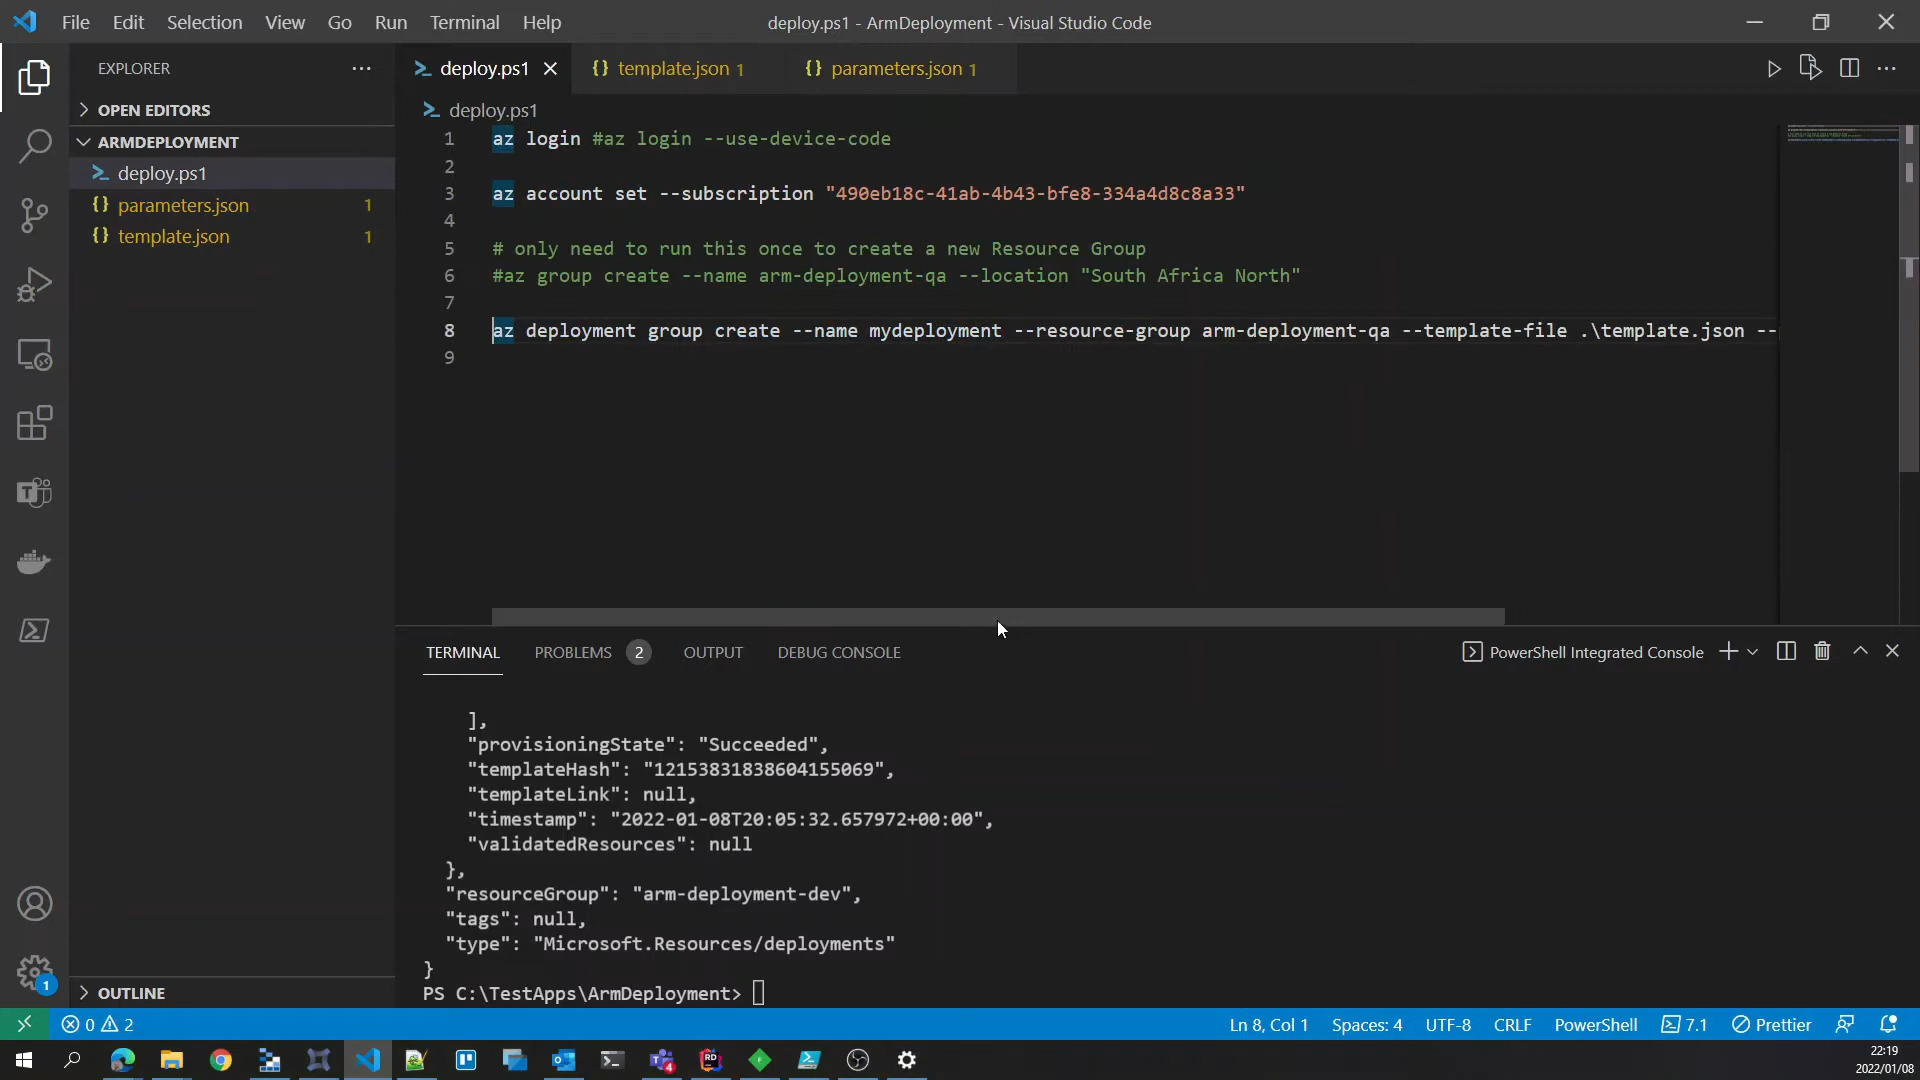 File Edit Selection View Go Run Terminal Help
deploy.ps1 - ArmDeployment - Visual Studio Code
EXPLORER
OPEN EDITORS
ARMDEPLOYMENT
deploy.ps1
parameters.json 1
template.json 1
OUTLINE
deploy.ps1 template.json 1 parameters.json 1
deploy.ps1
1 az login #az login --use-device-code
2
3 az account set --subscription "490eb18c-41ab-4b43-bfe8-334a4d8c8a33"
4
5 # only need to run this once to create a new Resource Group
6 #az group create --name arm-deployment-qa --location "South Africa North"
7
8 az deployment group create --name mydeployment --resource-group arm-deployment-qa --template-file .\template.json --
9
TERMINAL PROBLEMS 2 OUTPUT DEBUG CONSOLE
PowerShell Integrated Console
],
"provisioningState": "Succeeded",
"templateHash": "12153831838604155069",
"templateLink": null,
"timestamp": "2022-01-08T20:05:32.657972+00:00",
"validatedResources": null
},
"resourceGroup": "arm-deployment-dev",
"tags": null,
"type": "Microsoft.Resources/deployments"
}
PS C:\TestApps\ArmDeployment>
1
0 2
Ln 8, Col 1 Spaces: 4 UTF-8 CRLF PowerShell 7.1 Prettier
4
22:19
2022/01/08